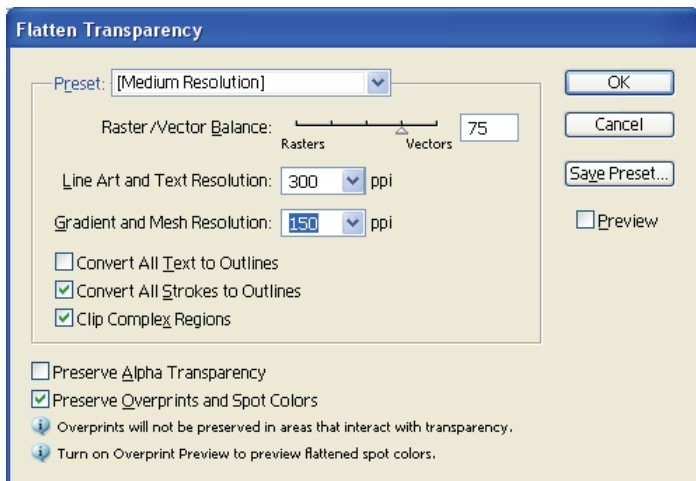 Flatten Transparency
Preset: [Medium Resolution]
OK
Raster/Vector Balance: 75
Rasters Vectors
Cancel
Line Art and Text Resolution: 300 ppi
Save Preset...
Gradient and Mesh Resolution: 150 ppi
Preview
Convert All Text to Outlines
Convert All Strokes to Outlines
Clip Complex Regions
Preserve Alpha Transparency
Preserve Overprints and Spot Colors
Overprints will not be preserved in areas that interact with transparency.
Turn on Overprint Preview to preview flattened spot colors.